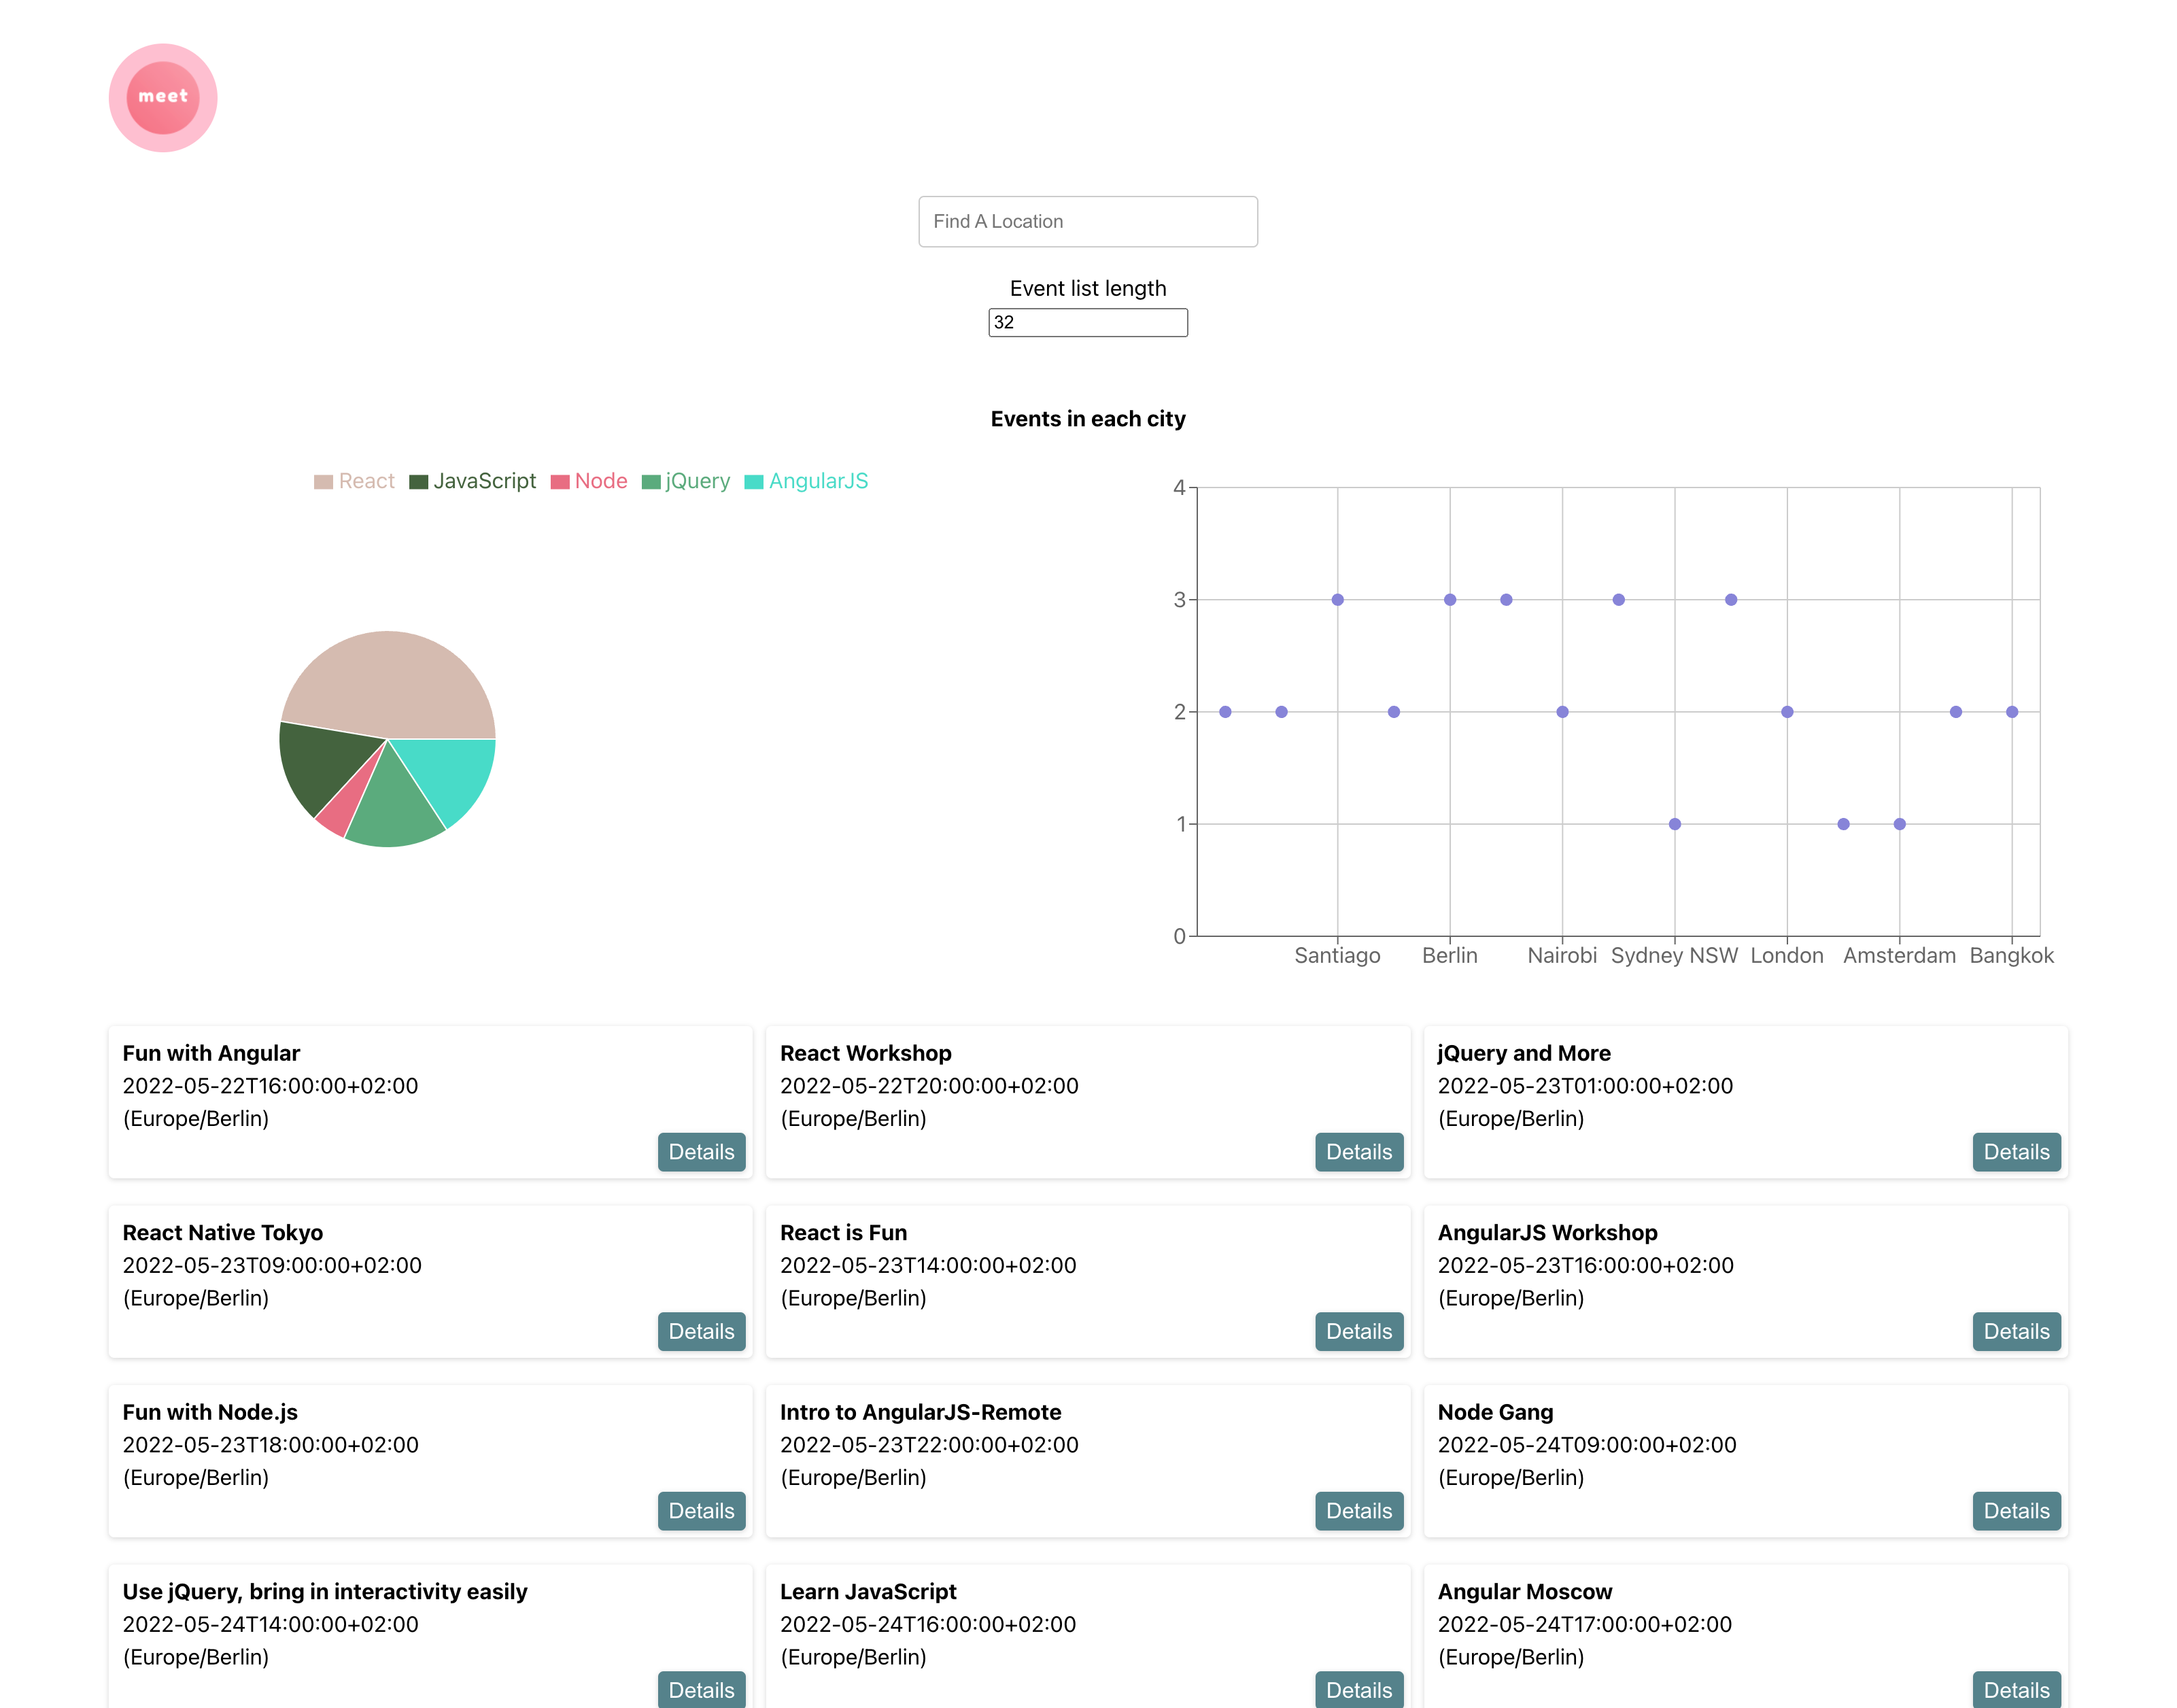 meet
Find A Location
Event list length
32
Events in each city
React JavaScript Node jQuery AngularJS
4
3
2
1
0
Santiago Berlin Nairobi Sydney NSW London Amsterdam Bangkok
Fun with Angular
2022-05-22T16:00:00+02:00
(Europe/Berlin)
Details
React Workshop
2022-05-22T20:00:00+02:00
(Europe/Berlin)
Details
jQuery and More
2022-05-23T01:00:00+02:00
(Europe/Berlin)
Details
React Native Tokyo
2022-05-23T09:00:00+02:00
(Europe/Berlin)
Details
React is Fun
2022-05-23T14:00:00+02:00
(Europe/Berlin)
Details
AngularJS Workshop
2022-05-23T16:00:00+02:00
(Europe/Berlin)
Details
Fun with Node.js
2022-05-23T18:00:00+02:00
(Europe/Berlin)
Details
Intro to AngularJS-Remote
2022-05-23T22:00:00+02:00
(Europe/Berlin)
Details
Node Gang
2022-05-24T09:00:00+02:00
(Europe/Berlin)
Details
Use jQuery, bring in interactivity easily
2022-05-24T14:00:00+02:00
(Europe/Berlin)
Details
Learn JavaScript
2022-05-24T16:00:00+02:00
(Europe/Berlin)
Details
Angular Moscow
2022-05-24T17:00:00+02:00
(Europe/Berlin)
Details